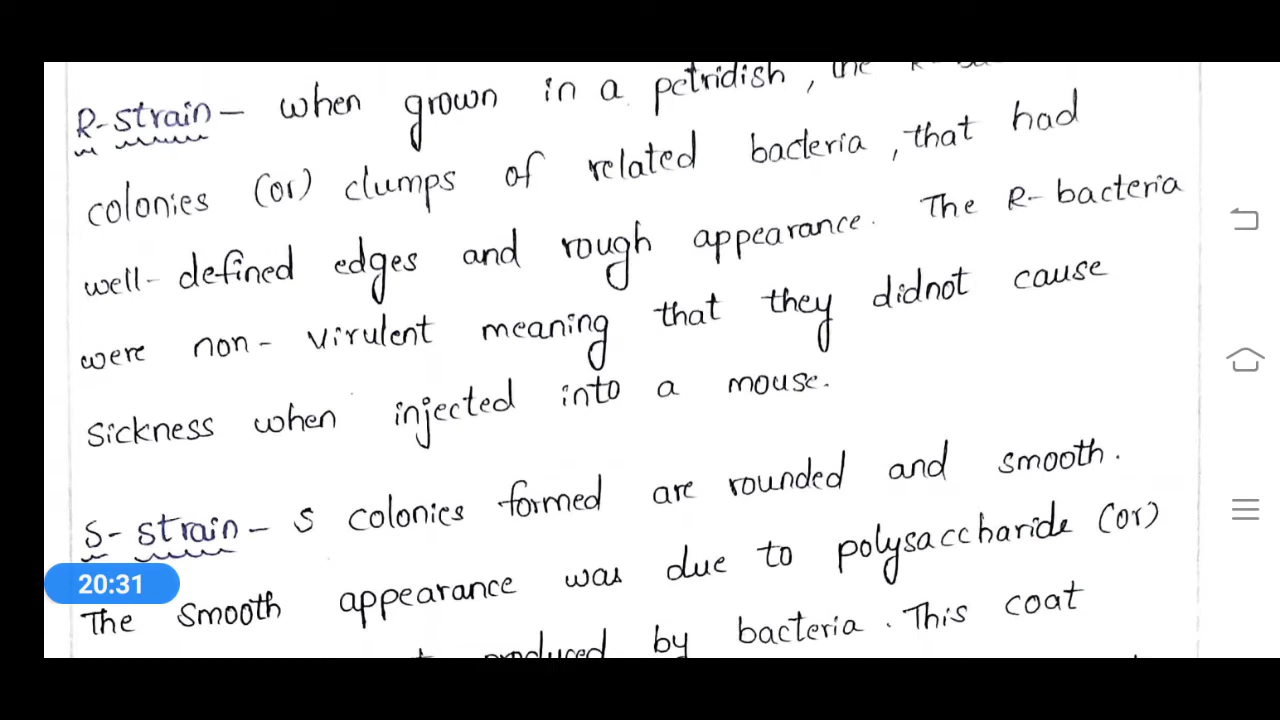 R-strain – when grown in a petridish, the
colonies (or) clumps of related bacteria, that had
well-defined edges and rough appearance. The R-bacteria
were non-virulent meaning that they didnot cause
sickness when injected into a mouse.
S-strain – S colonies formed are rounded and smooth.
The smooth appearance was due to polysaccharide (or)
produced by bacteria. This coat
20:31